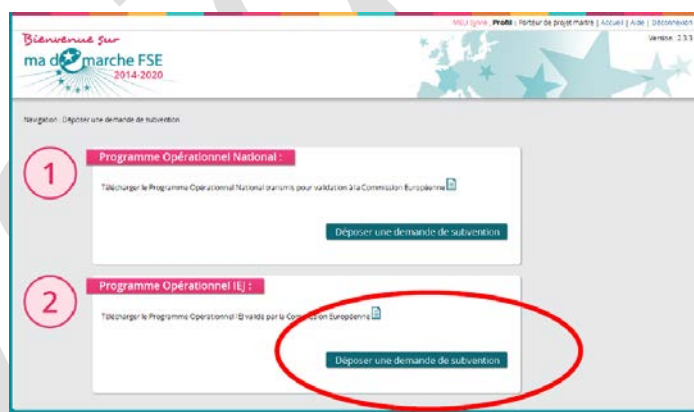 Profil : Porteur de projet maître | Accueil | Aide | Déconnexion
Bienvenue sur
Version : 2.3.3
ma démarche FSE
2014-2020
Navigation : Déposer une demande de subvention
1
Programme Opérationnel National :
Télécharger le Programme Opérationnel National transmis pour validation à la Commission Européenne
Déposer une demande de subvention
2
Programme Opérationnel IEJ :
Télécharger le Programme Opérationnel IEJ validé par la Commission Européenne
Déposer une demande de subvention